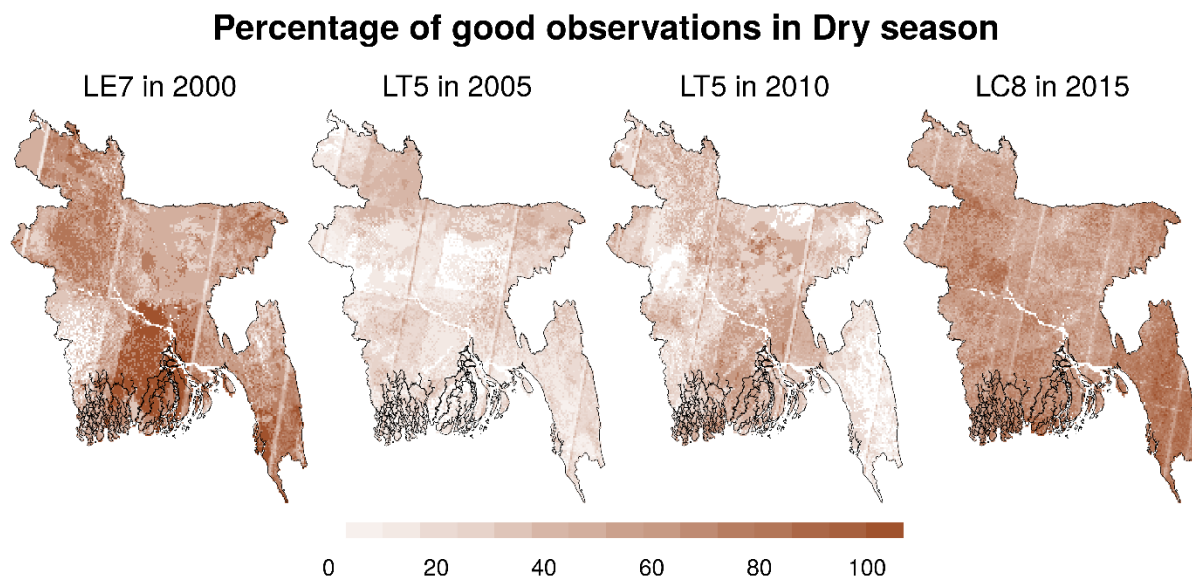 Percentage of good observations in Dry season
LE7 in 2000
LT5 in 2005
LT5 in 2010
LC8 in 2015
0 20 40 60 80 100